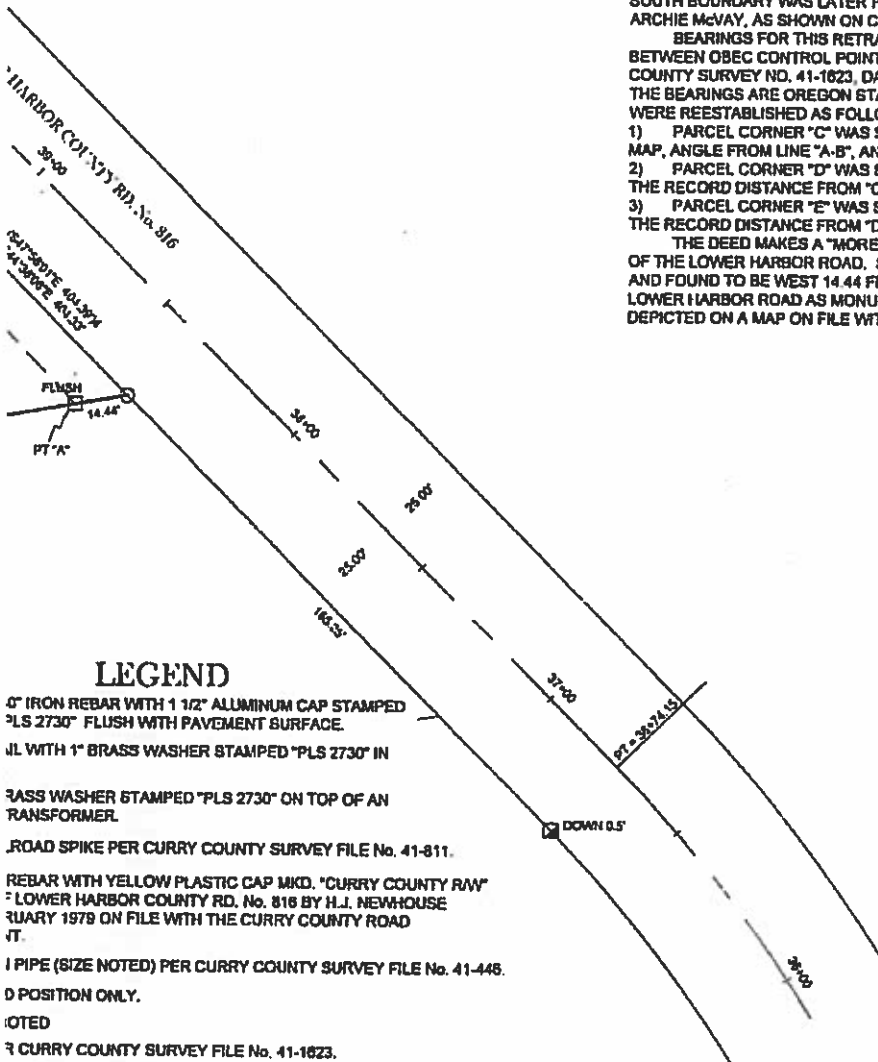 SOUTH BOUNDARY WAS LATER
ARCHIE McVAY, AS SHOWN ON C
BEARINGS FOR THIS RETRA
BETWEEN OBEC CONTROL POINT
COUNTY SURVEY NO. 41-1623, DA
THE BEARINGS ARE OREGON STA
WERE REESTABLISHED AS FOLLO
1) PARCEL CORNER "C" WAS S
MAP, ANGLE FROM LINE "A-B", AN
2) PARCEL CORNER "D" WAS S
THE RECORD DISTANCE FROM "C
3) PARCEL CORNER "E" WAS S
THE RECORD DISTANCE FROM "D
THE DEED MAKES A "MORE
OF THE LOWER HARBOR ROAD.
AND FOUND TO BE WEST 14.44 FE
LOWER HARBOR ROAD AS MONU
DEPICTED ON A MAP ON FILE WIT
HARBOR COUNTY RD. No. 816
39+00
FLUSH
14.44'
PT "A"
38+00
25.00'
25.00'
37+00
DOWN 0.5'
36+00
LEGEND
0" IRON REBAR WITH 1 1/2" ALUMINUM CAP STAMPED
PLS 2730" FLUSH WITH PAVEMENT SURFACE.
IL WITH 1" BRASS WASHER STAMPED "PLS 2730" IN
RASS WASHER STAMPED "PLS 2730" ON TOP OF AN
RANSFORMER.
ROAD SPIKE PER CURRY COUNTY SURVEY FILE No. 41-811.
REBAR WITH YELLOW PLASTIC CAP MKD. "CURRY COUNTY R/W"
LOWER HARBOR COUNTY RD. No. 816 BY H.J. NEWHOUSE
RUARY 1979 ON FILE WITH THE CURRY COUNTY ROAD
NT.
PIPE (SIZE NOTED) PER CURRY COUNTY SURVEY FILE No. 41-446.
D POSITION ONLY.
OTED
R CURRY COUNTY SURVEY FILE No. 41-1623.